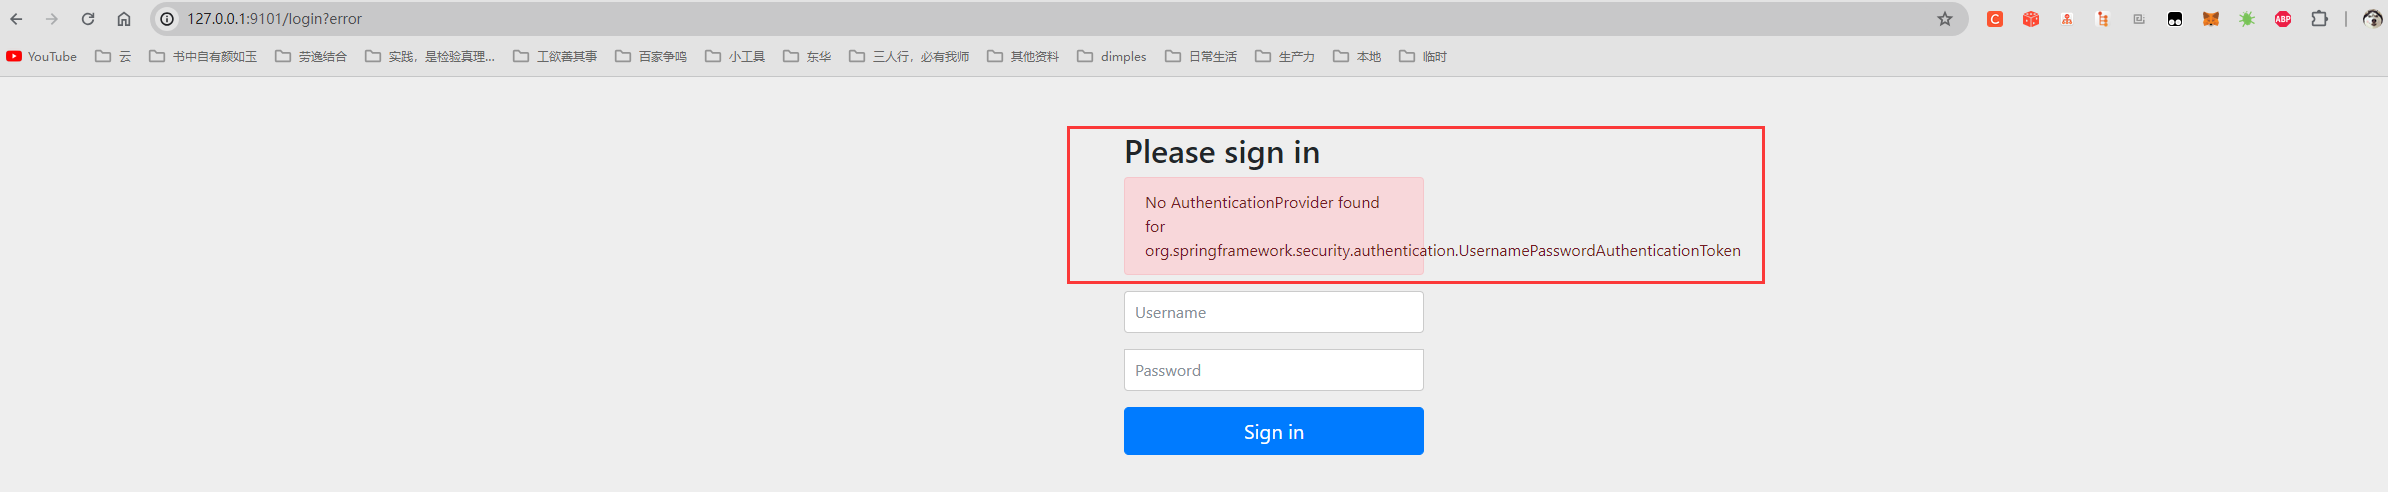 127.0.0.1:9101/login?error
C
ABP
YouTube 云 书中自有颜如玉 劳逸结合 实践，是检验真理... 工欲善其事 百家争鸣 小工具 东华 三人行，必有我师 其他资料 dimples 日常生活 生产力 本地 临时
Please sign in
No AuthenticationProvider found
for
org.springframework.security.authentication.UsernamePasswordAuthenticationToken
Username
Password
Sign in